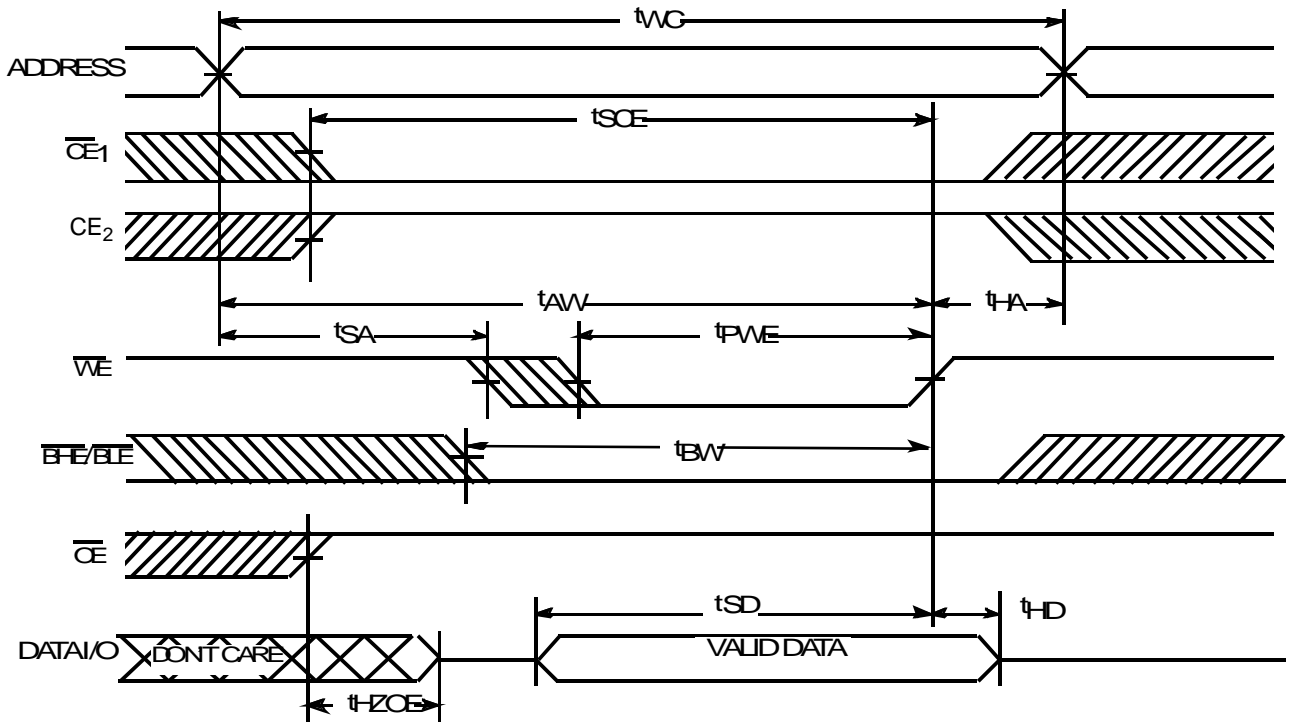 tWC
ADDRESS
tSCE
CE1
CE2
tAW
tHA
tSA
tPWE
WE
BHE/BLE
tBW
OE
tSD
tHD
DATA I/O
DONT CARE
VALID DATA
tHZOE